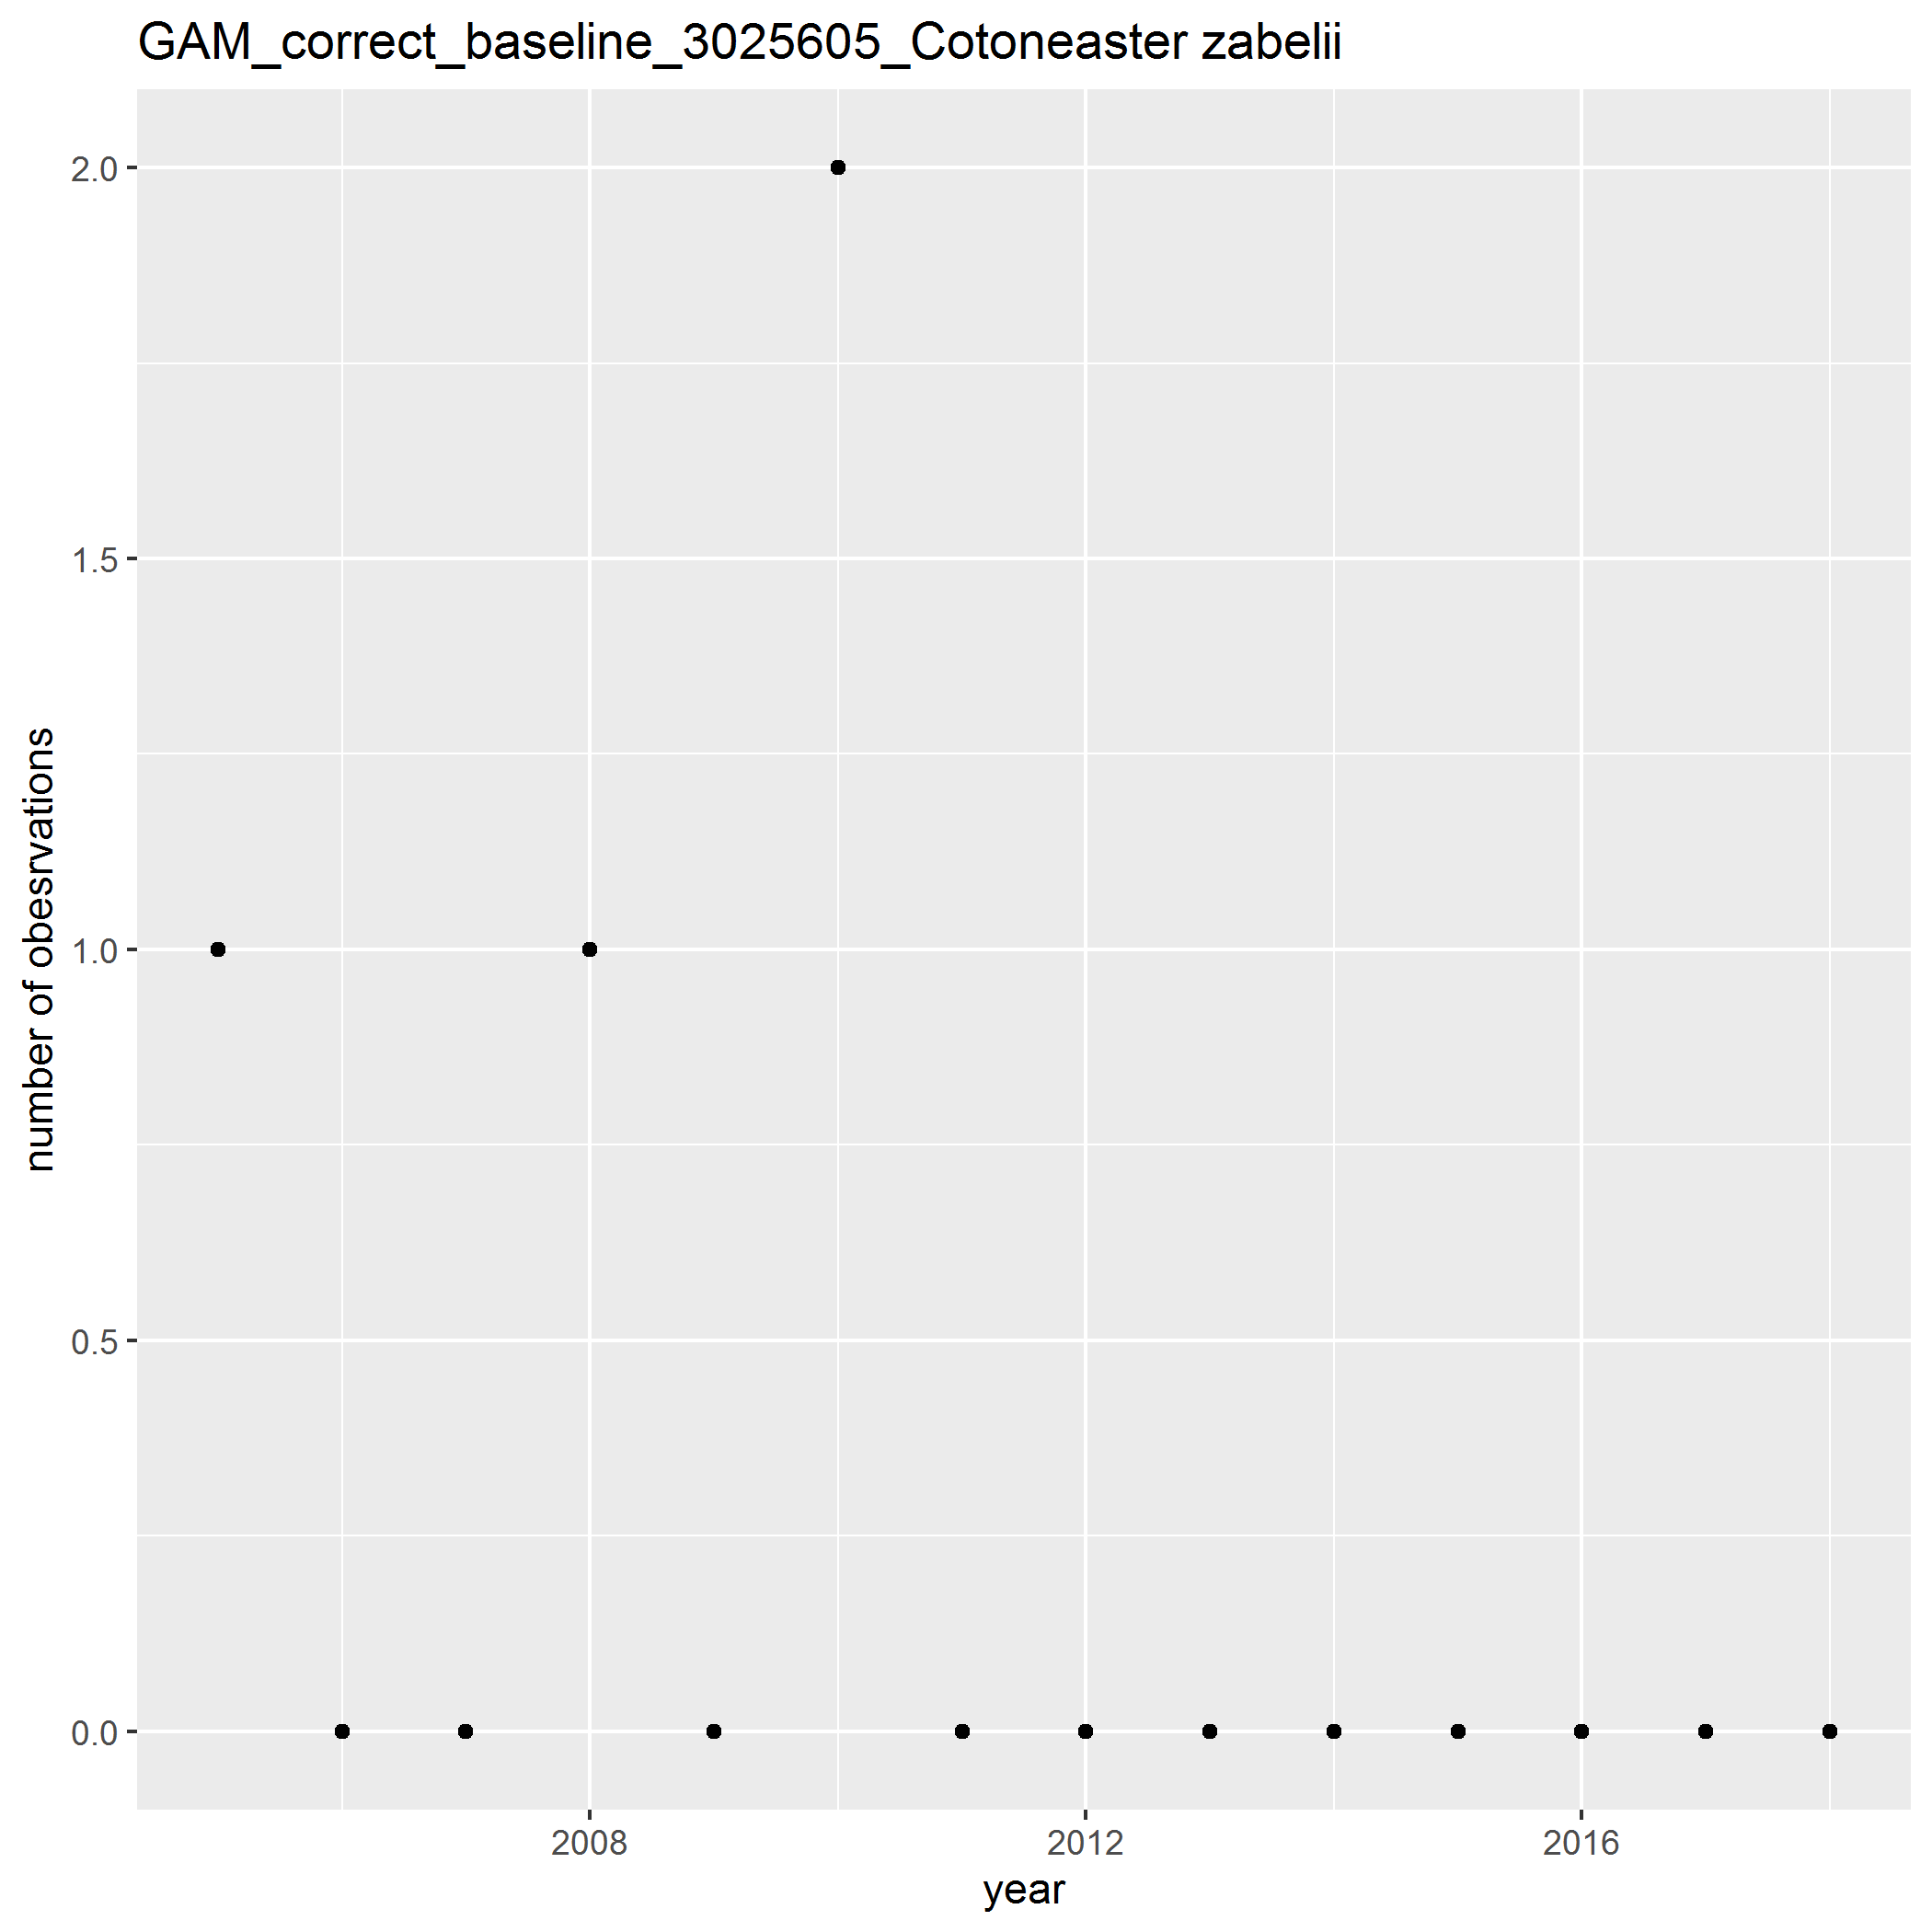 GAM_correct_baseline_3025605_Cotoneaster zabelii
2.0
1.5
1.0
0.5
0.0
number of obesrvations
2008
2012
2016
year